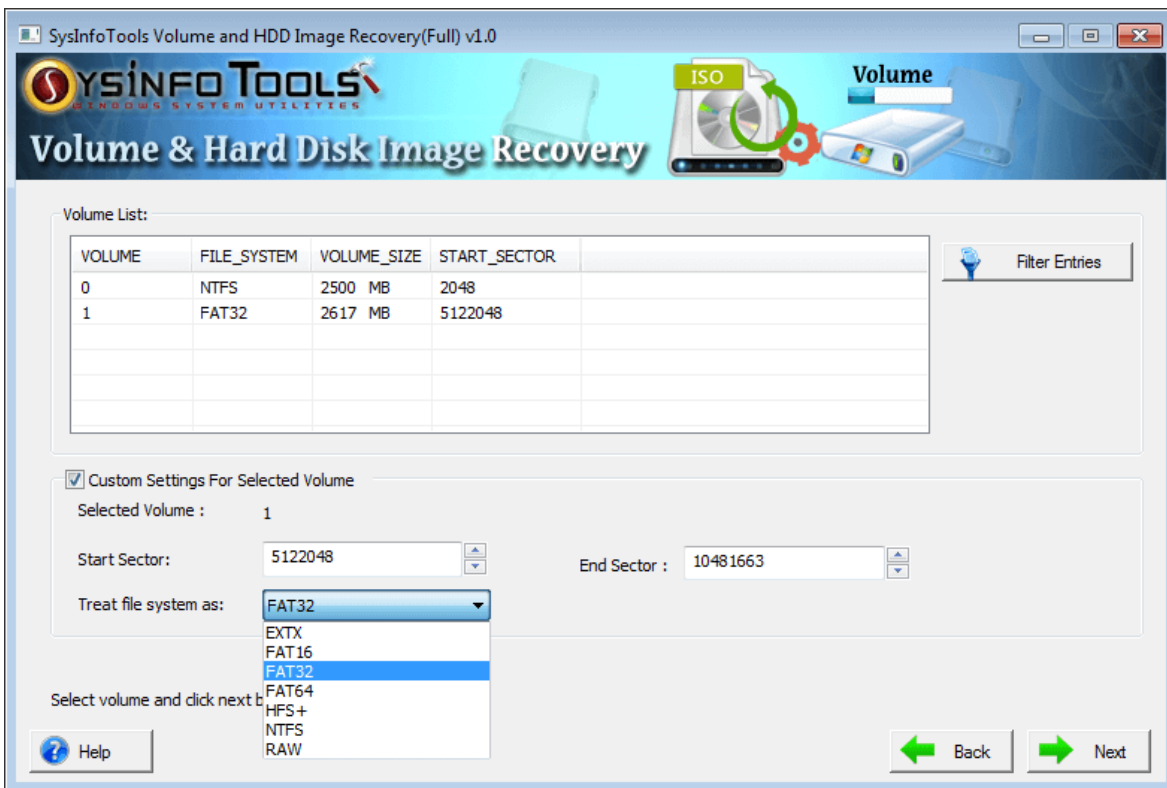 SysInfoTools Volume and HDD Image Recovery(Full) v1.0
SYSINFO TOOLS
WINDOWS SYSTEM UTILITIES
Volume & Hard Disk Image Recovery
ISO
Volume
Volume List:
VOLUME FILE_SYSTEM VOLUME_SIZE START_SECTOR
0 NTFS 2500 MB 2048
1 FAT32 2617 MB 5122048
Filter Entries
Custom Settings For Selected Volume
Selected Volume : 1
Start Sector: 5122048 End Sector : 10481663
Treat file system as: FAT32
EXTX
FAT16
FAT32
FAT64
HFS+
NTFS
RAW
Select volume and click next b
Help Back Next